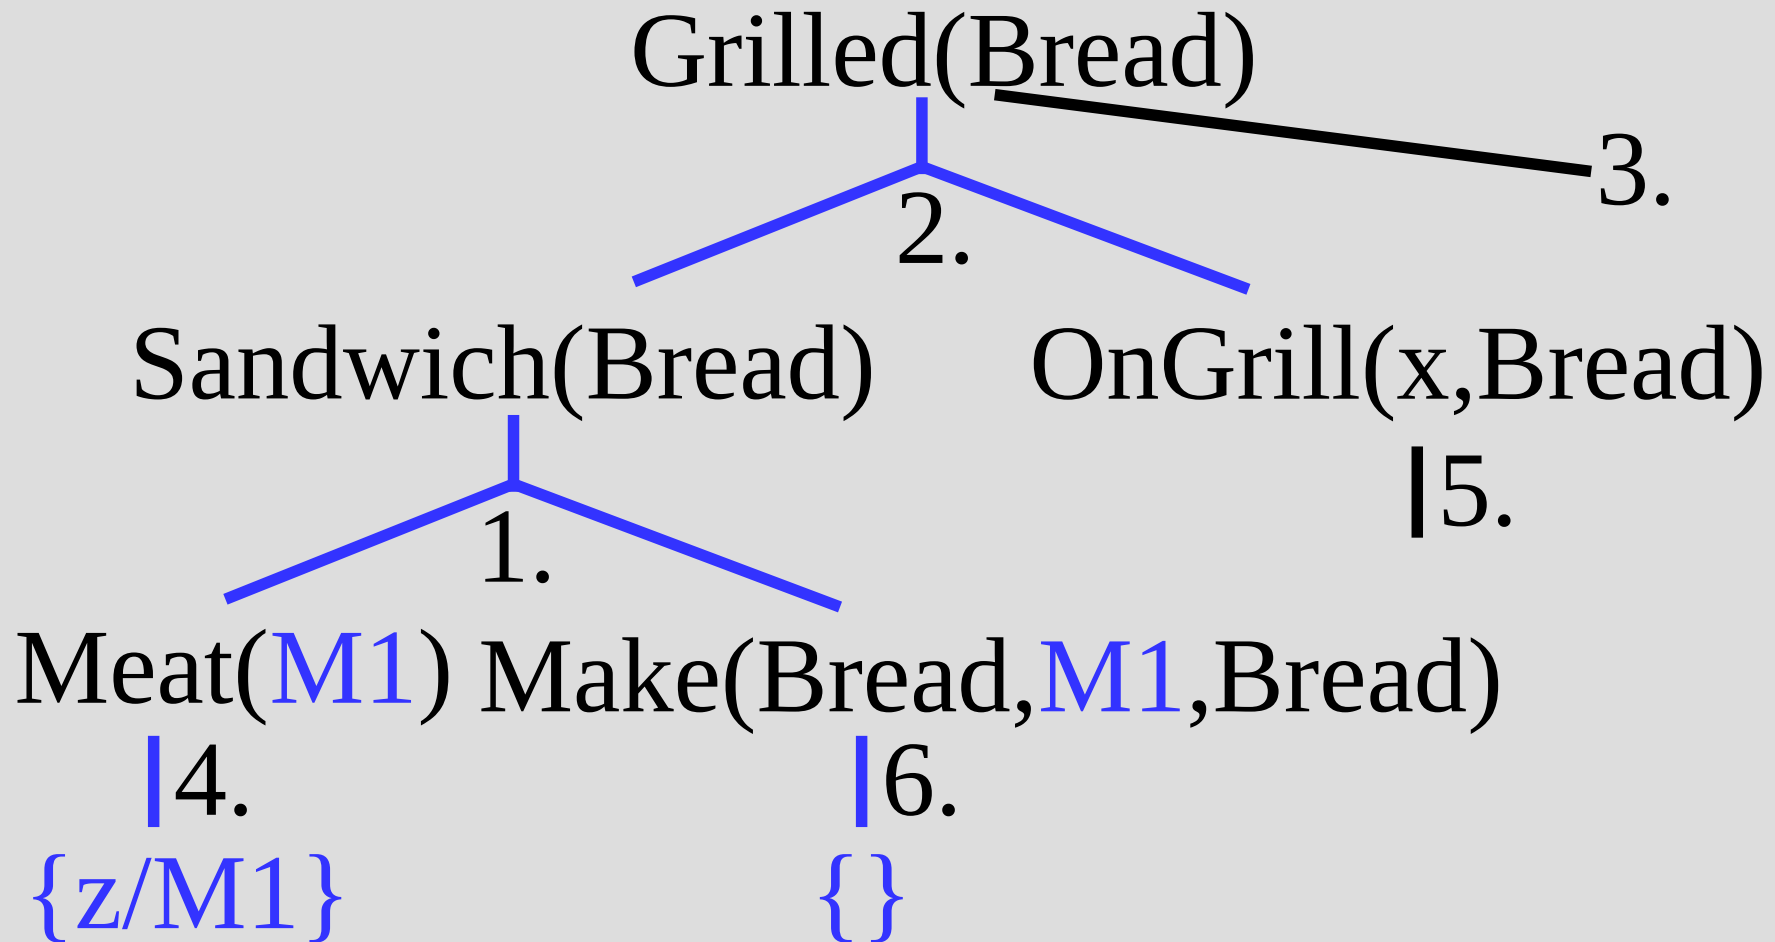 Grilled(Bread)
3.
2.
Sandwich(Bread) OnGrill(x,Bread)
5.
1.
Meat(M1) Make(Bread,M1,Bread)
4. 6.
{z/M1} {}